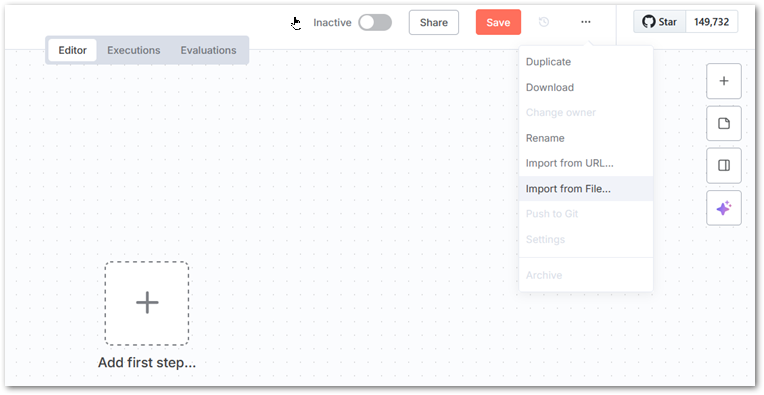 Inactive
Share
Save
...
Star
149,732
Editor
Executions
Evaluations
Duplicate
Download
Change owner
Rename
Import from URL...
Import from File...
Push to Git
Settings
Archive
Add first step...